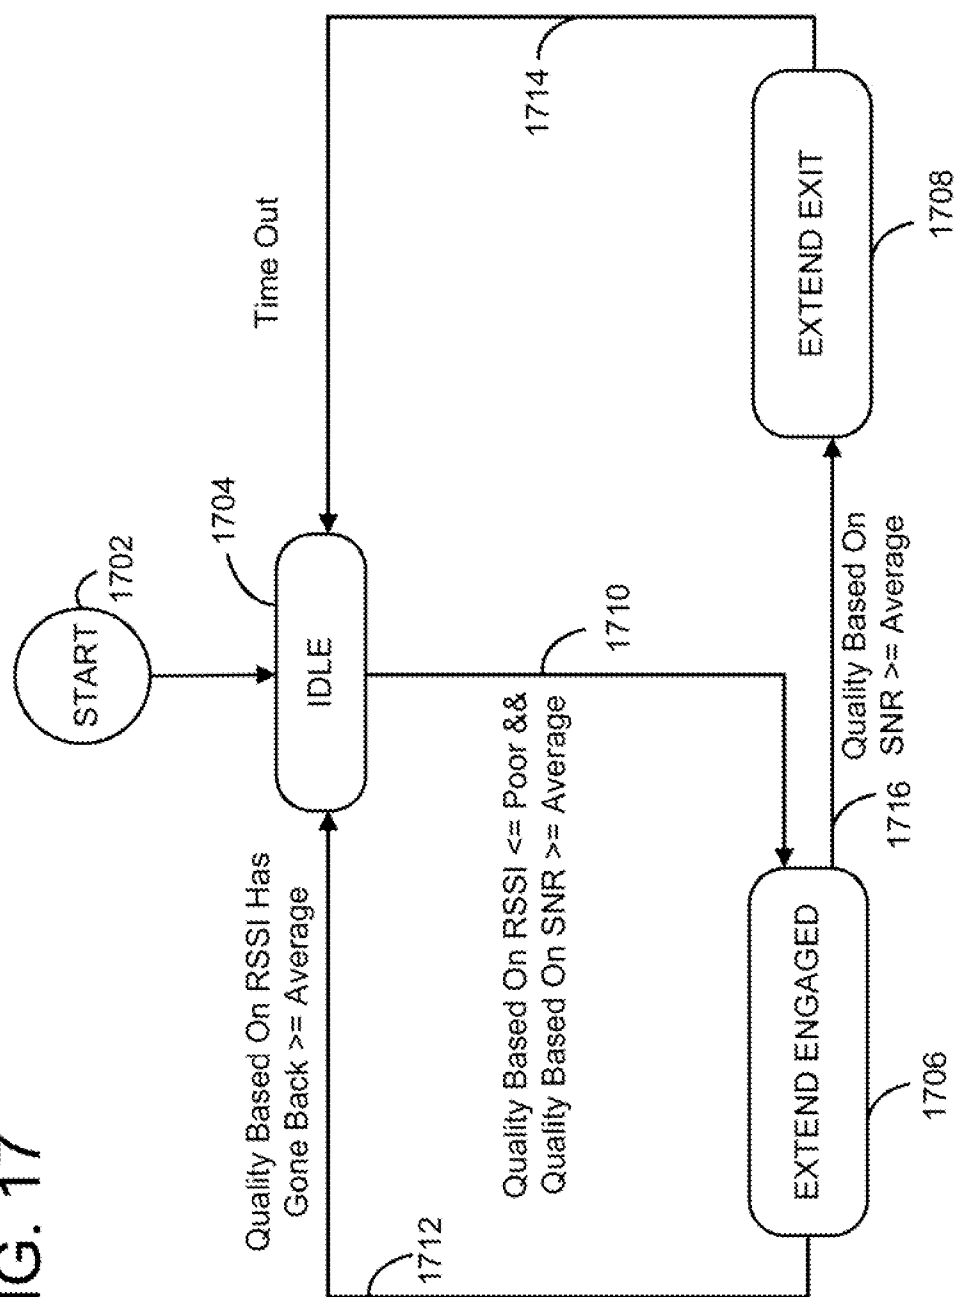 IG. 17
START
1702
1704
IDLE
Time Out
1714
Quality Based On RSSI Has
Gone Back >= Average
1712
Quality Based On RSSI <= Poor &&
Quality Based On SNR >= Average
1710
EXTEND ENGAGED
1706
1716
Quality Based On
SNR >= Average
EXTEND EXIT
1708